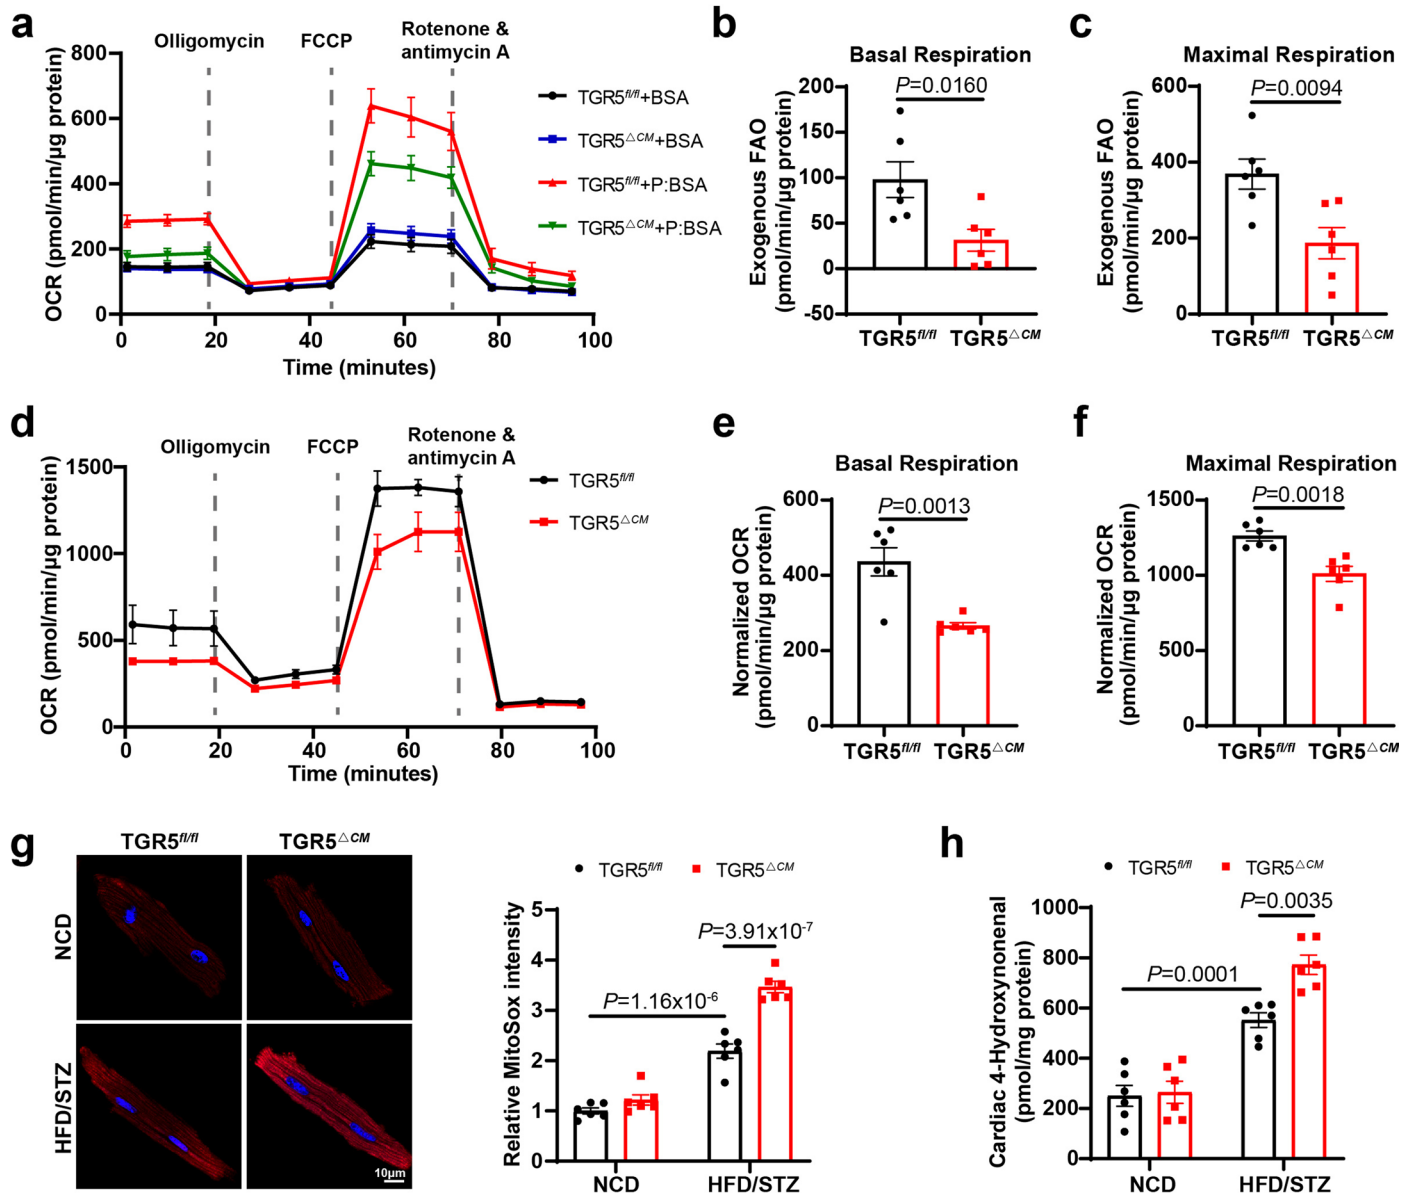 a
Olligomycin
FCCP
Rotenone &
antimycin A
OCR (pmol/min/µg protein)
800
600
400
200
0
0 20 40 60 80 100
Time (minutes)
TGR5fl/fl+BSA
TGR5△CM+BSA
TGR5fl/fl+P:BSA
TGR5△CM+P:BSA
b
Basal Respiration
P=0.0160
Exogenous FAO
(pmol/min/µg protein)
200
150
100
50
0
-50
TGR5fl/fl TGR5△CM
c
Maximal Respiration
P=0.0094
Exogenous FAO
(pmol/min/µg protein)
600
400
200
0
TGR5fl/fl TGR5△CM
d
Olligomycin
FCCP
Rotenone &
antimycin A
OCR (pmol/min/µg protein)
1500
1000
500
0
0 20 40 60 80 100
Time (minutes)
TGR5fl/fl
TGR5△CM
e
Basal Respiration
P=0.0013
Normalized OCR
(pmol/min/µg protein)
600
400
200
0
TGR5fl/fl TGR5△CM
f
Maximal Respiration
P=0.0018
Normalized OCR
(pmol/min/µg protein)
1500
1000
500
0
TGR5fl/fl TGR5△CM
g
TGR5fl/fl TGR5△CM
NCD
HFD/STZ
10µm
TGR5fl/fl TGR5△CM
Relative MitoSox intensity
5
4
3
2
1
0
P=3.91x10-7
P=1.16x10-6
NCD HFD/STZ
h
TGR5fl/fl TGR5△CM
Cardiac 4-Hydroxynonenal
(pmol/mg protein)
1000
800
600
400
200
0
P=0.0035
P=0.0001
NCD HFD/STZ